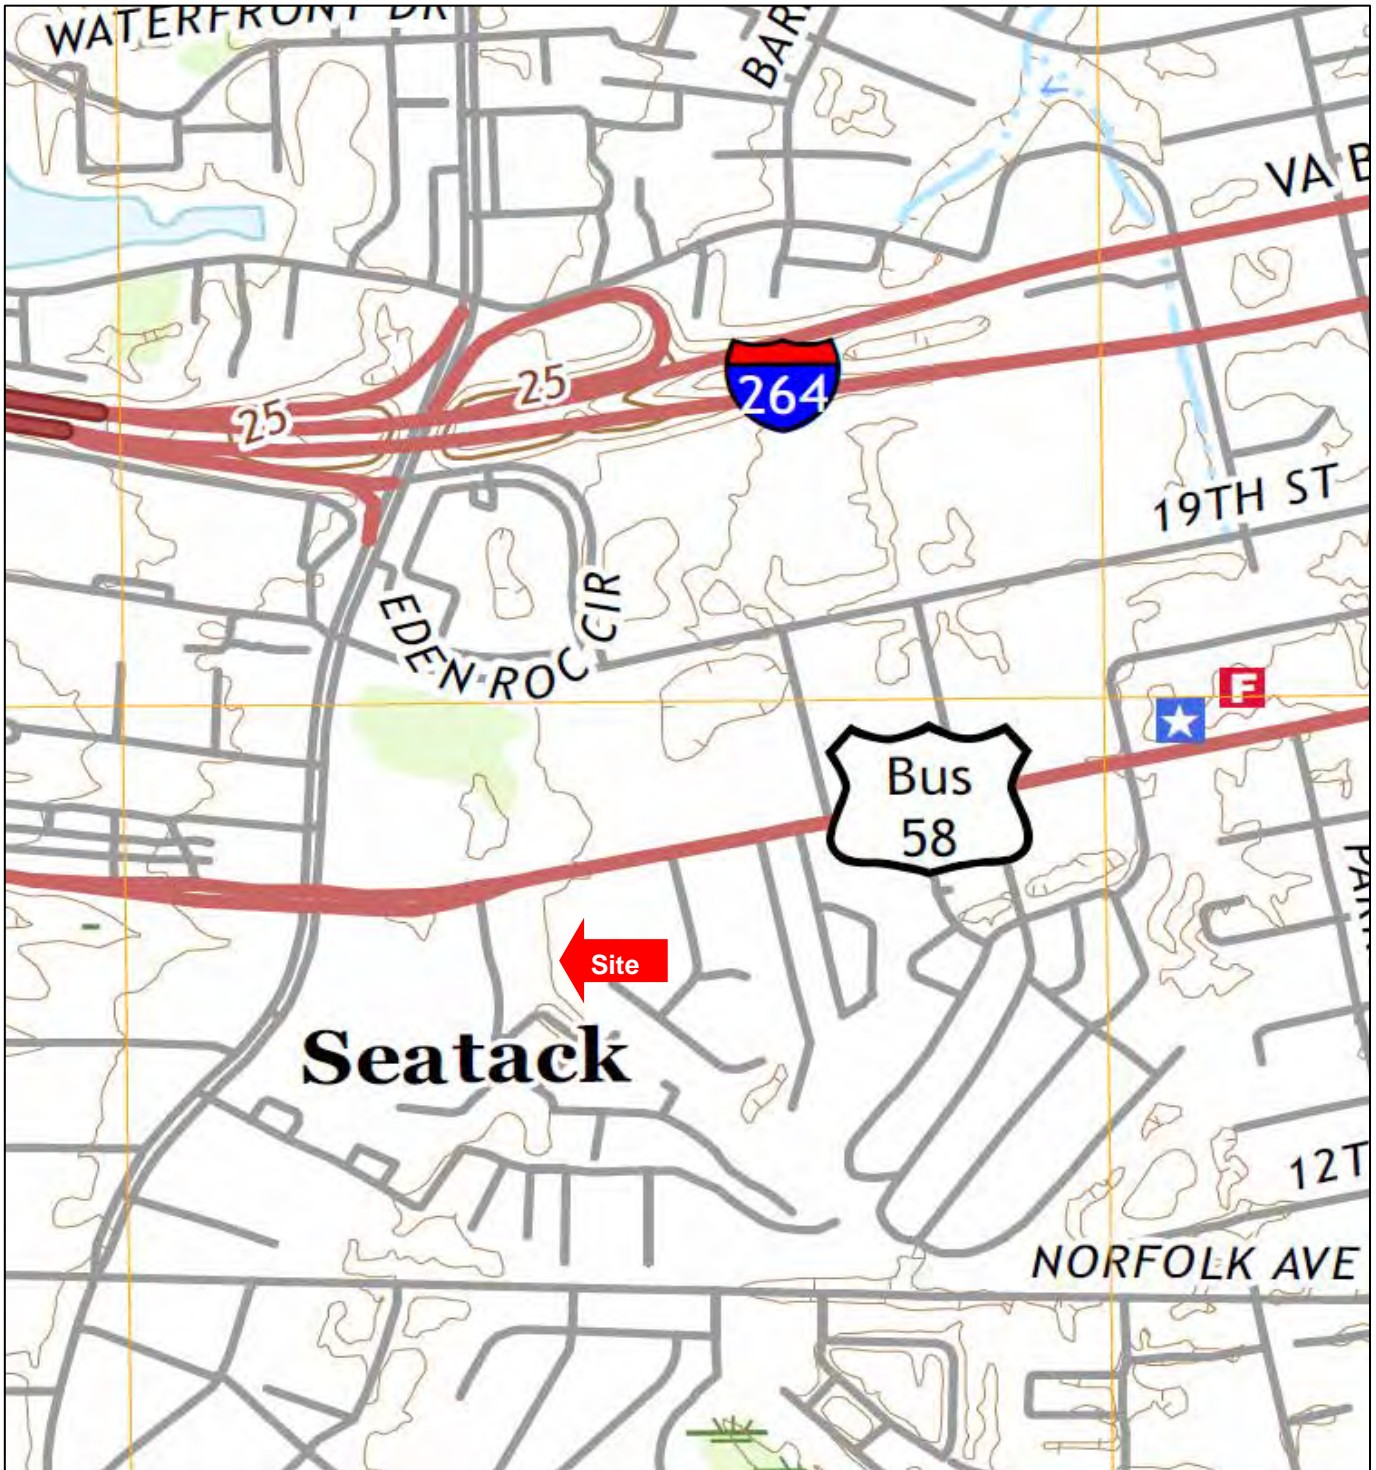 WATERFRONT DR
BAR
VA B
25
25
264
19TH ST
EDEN ROC CIR
F
Bus
58
PAR
Site
Seatack
12T
NORFOLK AVE